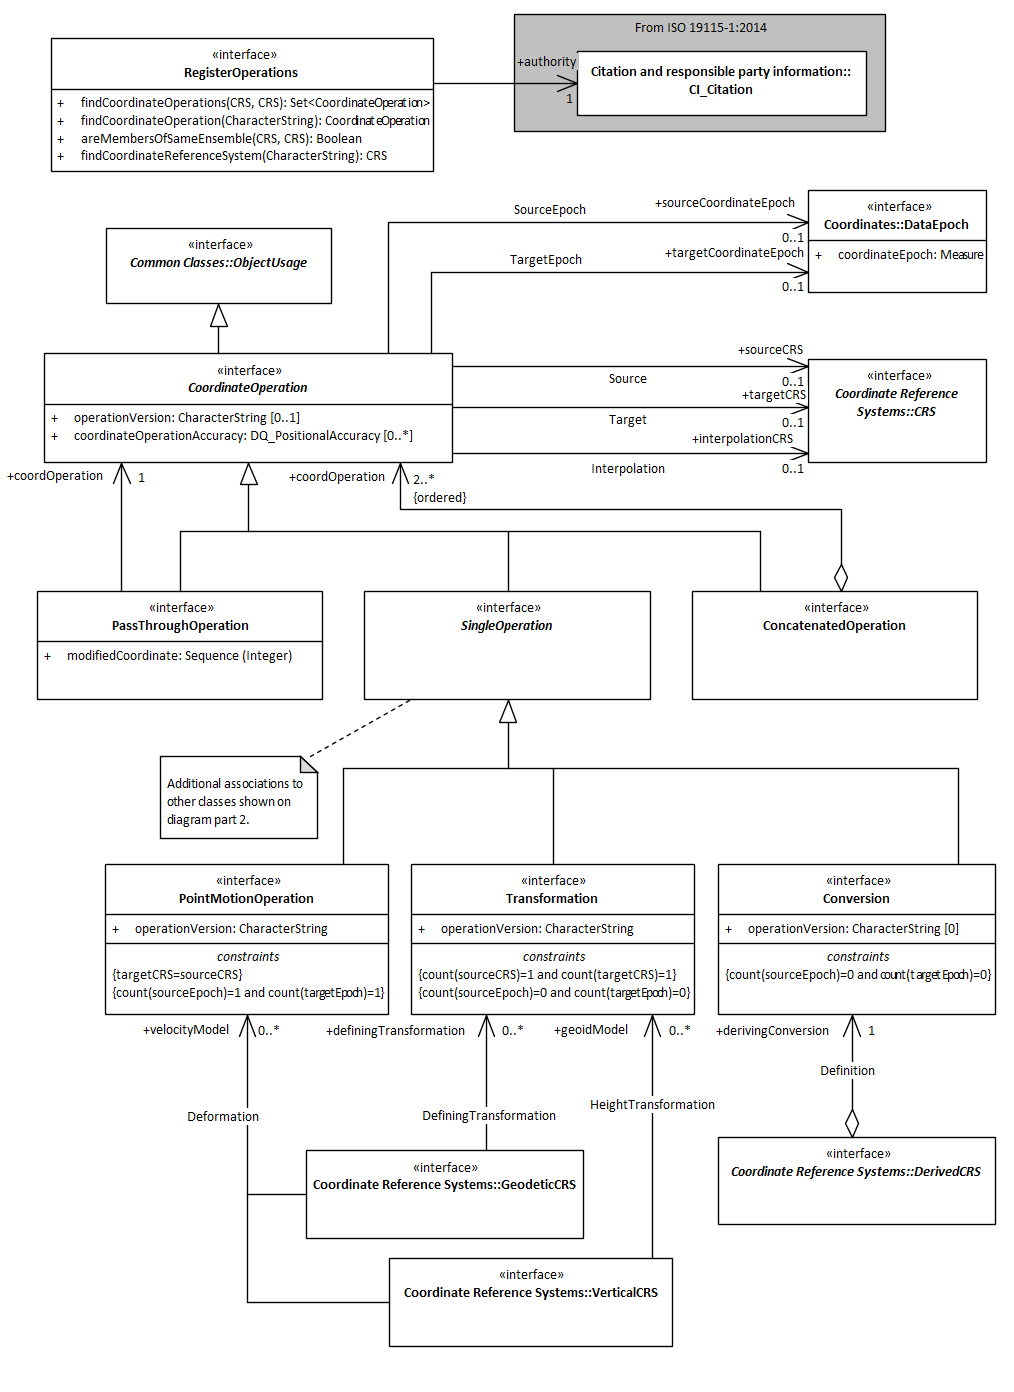 From ISO 19115-1:2014
«interface»
RegisterOperations
+ findCoordinateOperations(CRS, CRS): Set<CoordinateOperation>
+ findCoordinateOperation(CharacterString): CoordinateOperation
+ areMembersOfSameEnsemble(CRS, CRS): Boolean
+ findCoordinateReferenceSystem(CharacterString): CRS
+authority
1
Citation and responsible party information::
CI_Citation
SourceEpoch
+sourceCoordinateEpoch
0..1
TargetEpoch
+targetCoordinateEpoch
0..1
«interface»
Coordinates::DataEpoch
+ coordinateEpoch: Measure
«interface»
Common Classes::ObjectUsage
«interface»
CoordinateOperation
+ operationVersion: CharacterString [0..1]
+ coordinateOperationAccuracy: DQ_PositionalAccuracy [0..*]
+sourceCRS
Source
0..1
+targetCRS
Target
0..1
+interpolationCRS
Interpolation
0..1
«interface»
Coordinate Reference
Systems::CRS
+coordOperation
1
+coordOperation
2..*
{ordered}
«interface»
PassThroughOperation
+ modifiedCoordinate: Sequence (Integer)
«interface»
SingleOperation
«interface»
ConcatenatedOperation
Additional associations to
other classes shown on
diagram part 2.
«interface»
PointMotionOperation
+ operationVersion: CharacterString
constraints
{targetCRS=sourceCRS}
{count(sourceEpoch)=1 and count(targetEpoch)=1}
«interface»
Transformation
+ operationVersion: CharacterString
constraints
{count(sourceCRS)=1 and count(targetCRS)=1}
{count(sourceEpoch)=0 and count(targetEpoch)=0}
«interface»
Conversion
+ operationVersion: CharacterString [0]
constraints
{count(sourceEpoch)=0 and count(targetEpoch)=0}
+velocityModel
0..*
+definingTransformation
0..*
+geoidModel
0..*
+derivingConversion
1
Deformation
DefiningTransformation
HeightTransformation
Definition
«interface»
Coordinate Reference Systems::GeodeticCRS
«interface»
Coordinate Reference Systems::DerivedCRS
«interface»
Coordinate Reference Systems::VerticalCRS